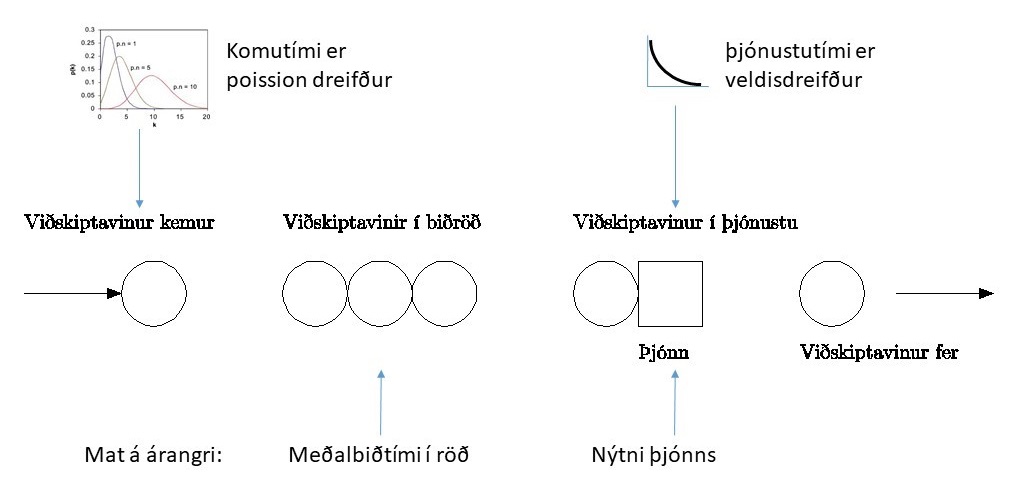 0.3
0.25
0.2
0.15
0.1
0.05
0
p(k)
p.n = 1
p.n = 5
p.n = 10
0 5 10 15 20
k
Komutími er
poission dreifður
þjónustutími er
veldisdreifður
Viðskiptavinur kemur
Viðskiptavinir í biðröð
Viðskiptavinur í þjónustu
Þjónn
Viðskiptavinur fer
Mat á árangri:
Meðalbiðtími í röð
Nýtni þjónns